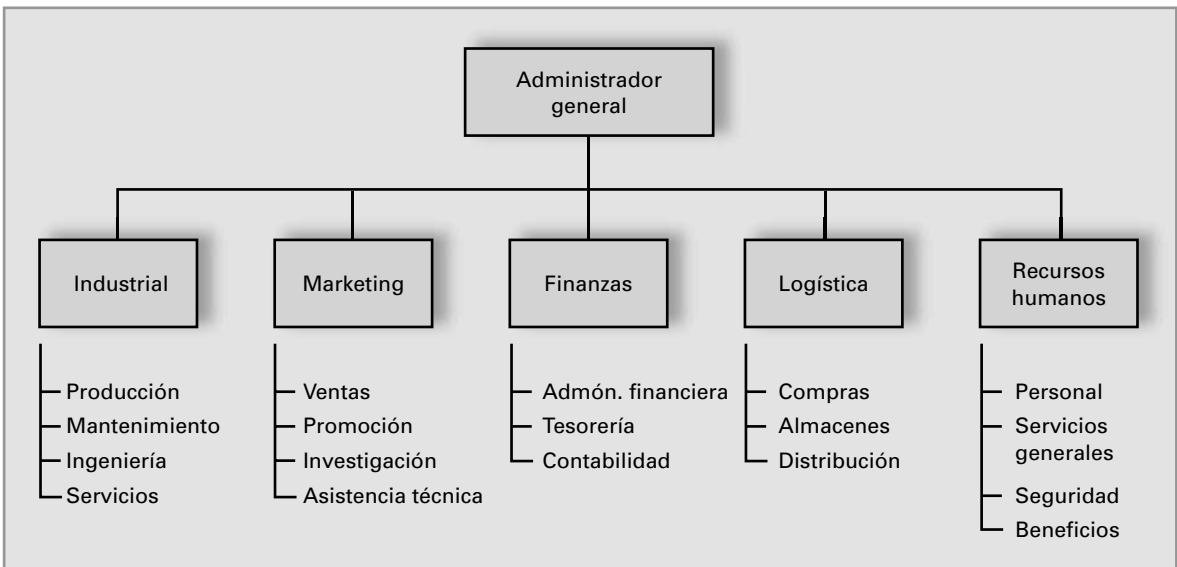 Administrador
general
Industrial
Marketing
Finanzas
Logística
Recursos
humanos
Producción
Mantenimiento
Ingeniería
Servicios
Ventas
Promoción
Investigación
Asistencia técnica
Admón. financiera
Tesorería
Contabilidad
Compras
Almacenes
Distribución
Personal
Servicios
generales
Seguridad
Beneficios